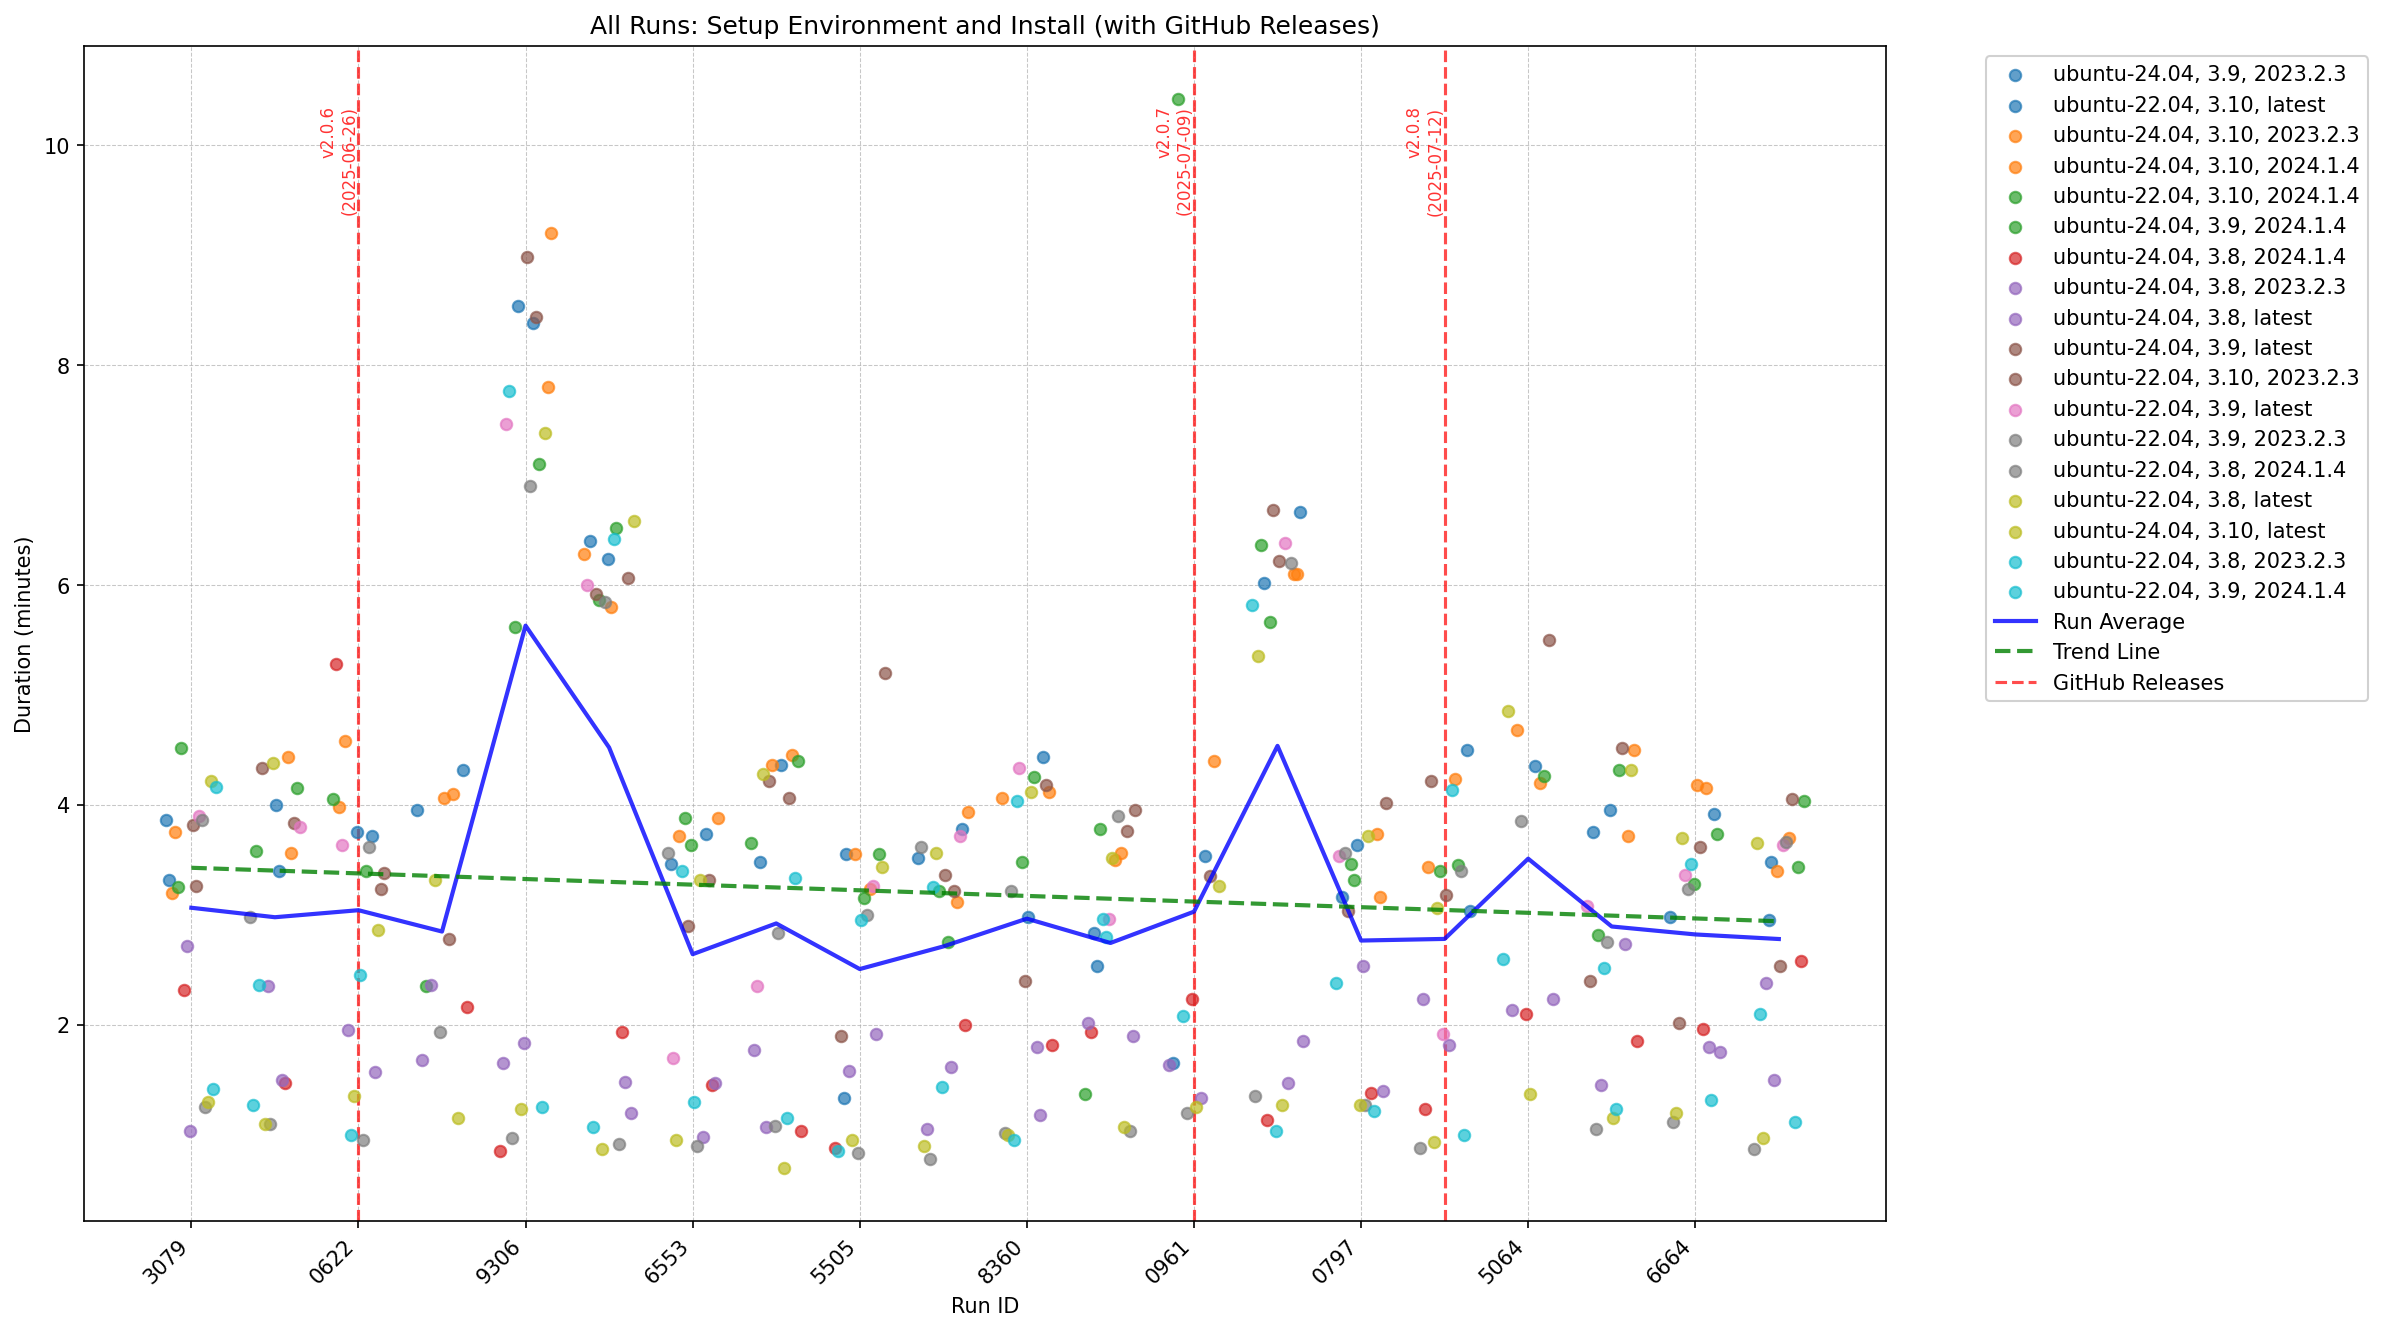 All Runs: Setup Environment and Install (with GitHub Releases)
Duration (minutes)
10
8
6
4
2
v2.0.6
(2025-06-26)
v2.0.7
(2025-07-09)
v2.0.8
(2025-07-12)
3079
0622
9306
6553
5505
8360
0961
0797
5064
6664
Run ID
ubuntu-24.04, 3.9, 2023.2.3
ubuntu-22.04, 3.10, latest
ubuntu-24.04, 3.10, 2023.2.3
ubuntu-24.04, 3.10, 2024.1.4
ubuntu-22.04, 3.10, 2024.1.4
ubuntu-24.04, 3.9, 2024.1.4
ubuntu-24.04, 3.8, 2024.1.4
ubuntu-24.04, 3.8, 2023.2.3
ubuntu-24.04, 3.8, latest
ubuntu-24.04, 3.9, latest
ubuntu-22.04, 3.10, 2023.2.3
ubuntu-22.04, 3.9, latest
ubuntu-22.04, 3.9, 2023.2.3
ubuntu-22.04, 3.8, 2024.1.4
ubuntu-22.04, 3.8, latest
ubuntu-24.04, 3.10, latest
ubuntu-22.04, 3.8, 2023.2.3
ubuntu-22.04, 3.9, 2024.1.4
Run Average
Trend Line
GitHub Releases